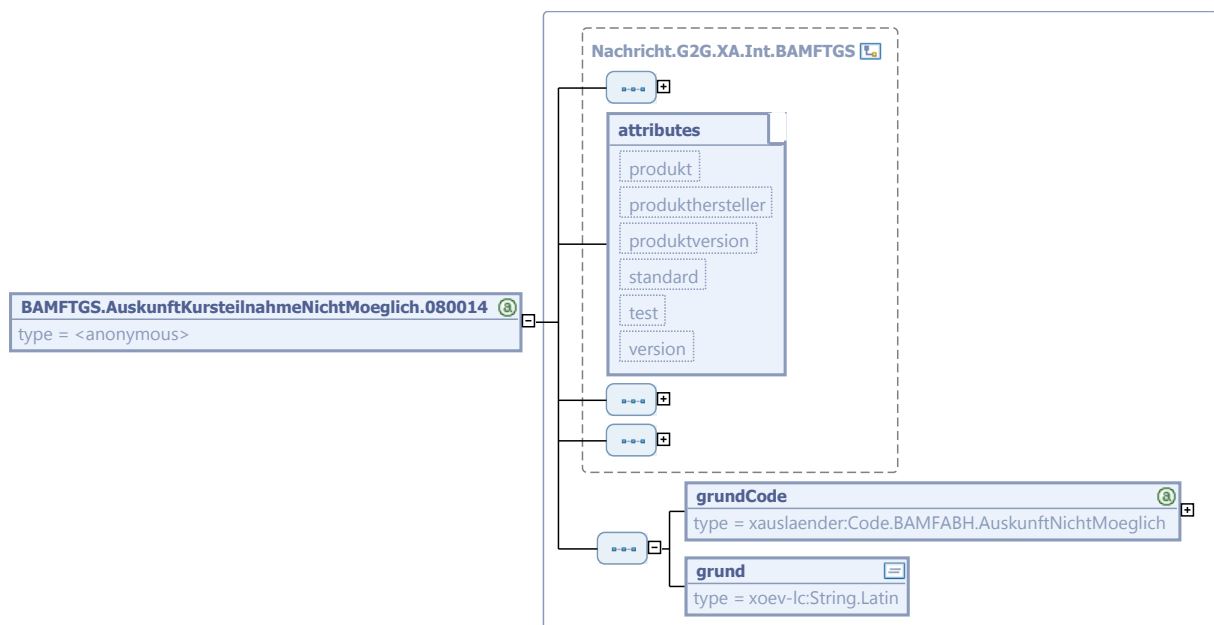 Nachricht.G2G.XA.Int.BAMFTGS
attributes
produkt
produkthersteller
produktversion
standard
test
version
BAMFTGS.AuskunftKursteilnahmeNichtMoeglich.080014
type = <anonymous>
grundCode
type = xauslaender:Code.BAMFABH.AuskunftNichtMoeglich
grund
type = xoev-lc:String.Latin